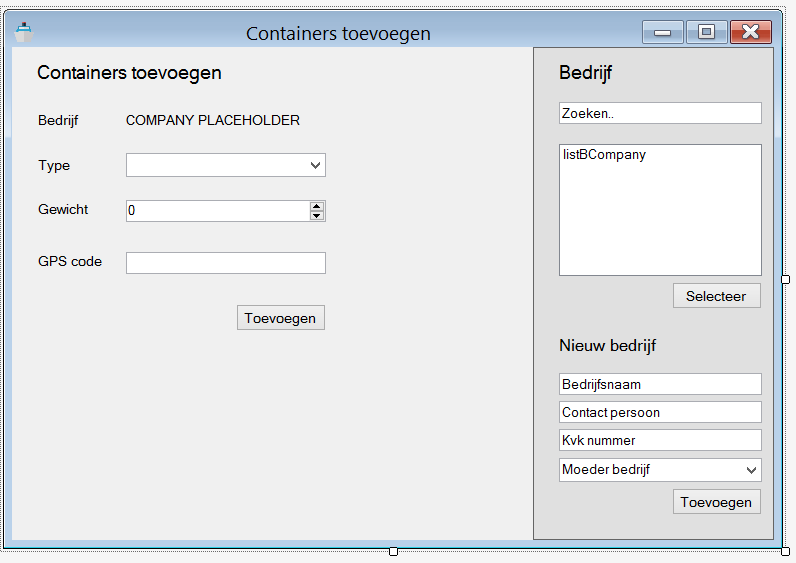 Containers toevoegen
Containers toevoegen
Bedrijf COMPANY PLACEHOLDER
Type
Gewicht 0
GPS code
Toevoegen
Bedrijf
Zoeken..
listBCompany
Selecteer
Nieuw bedrijf
Bedrijfsnaam
Contact persoon
Kvk nummer
Moeder bedrijf
Toevoegen